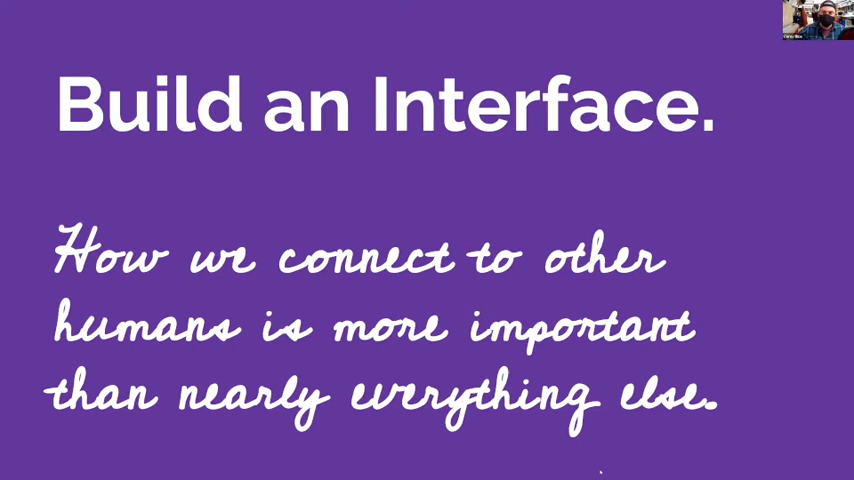 Build an Interface.
How we connect to other
humans is more important
than nearly everything else.